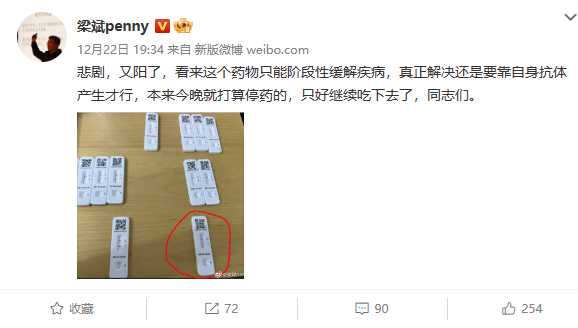 梁斌penny
12月22日 19:34 来自 新版微博 weibo.com
悲剧，又阳了，看来这个药物只能阶段性缓解疾病，真正解决还是要靠自身抗体
产生才行，本来今晚就打算停药的，只好继续吃下去了，同志们。
收藏
72
90
254